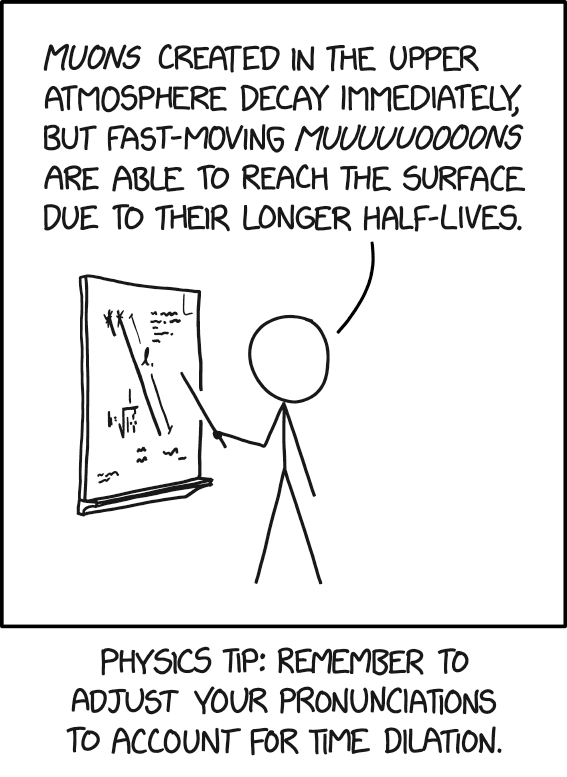 MUONS CREATED IN THE UPPER
ATMOSPHERE DECAY IMMEDIATELY,
BUT FAST-MOVING MUUUUUOOOONS
ARE ABLE TO REACH THE SURFACE
DUE TO THEIR LONGER HALF-LIVES.
PHYSICS TIP: REMEMBER TO
ADJUST YOUR PRONUNCIATIONS
TO ACCOUNT FOR TIME DILATION.